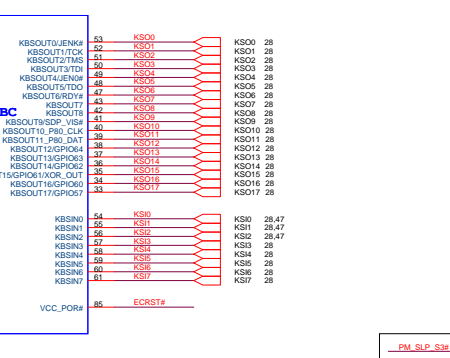 KBSOUT0/JENK# 53 KSO0 KSO0 28
KBSOUT1/TCK 52 KSO1 KSO1 28
KBSOUT2/TMS 51 KSO2 KSO2 28
KBSOUT3/TDI 50 KSO3 KSO3 28
KBSOUT4/JEN0# 49 KSO4 KSO4 28
KBSOUT5/TDO 48 KSO5 KSO5 28
KBSOUT6/RDY# 47 KSO6 KSO6 28
KBSOUT7 43 KSO7 KSO7 28
BC KBSOUT8 42 KSO8 KSO8 28
KBSOUT9/SDP_VIS# 41 KSO9 KSO9 28
KBSOUT10_P80_CLK 40 KSO10 KSO10 28
KBSOUT11_P80_DAT 39 KSO11 KSO11 28
KBSOUT12/GPIO64 38 KSO12 KSO12 28
KBSOUT13/GPIO63 37 KSO13 KSO13 28
KBSOUT14/GPIO62 36 KSO14 KSO14 28
T15/GPIO61/XOR_OUT 35 KSO15 KSO15 28
KBSOUT16/GPIO60 34 KSO16 KSO16 28
KBSOUT17/GPIO57 33 KSO17 KSO17 28
KBSIN0 54 KSI0 KSI0 28,47
KBSIN1 55 KSI1 KSI1 28,47
KBSIN2 56 KSI2 KSI2 28,47
KBSIN3 57 KSI3 KSI3 28
KBSIN4 58 KSI4 KSI4 28
KBSIN5 59 KSI5 KSI5 28
KBSIN6 60 KSI6 KSI6 28
KBSIN7 61 KSI7 KSI7 28
VCC_POR# 85 ECRST#
PM_SLP_S3#